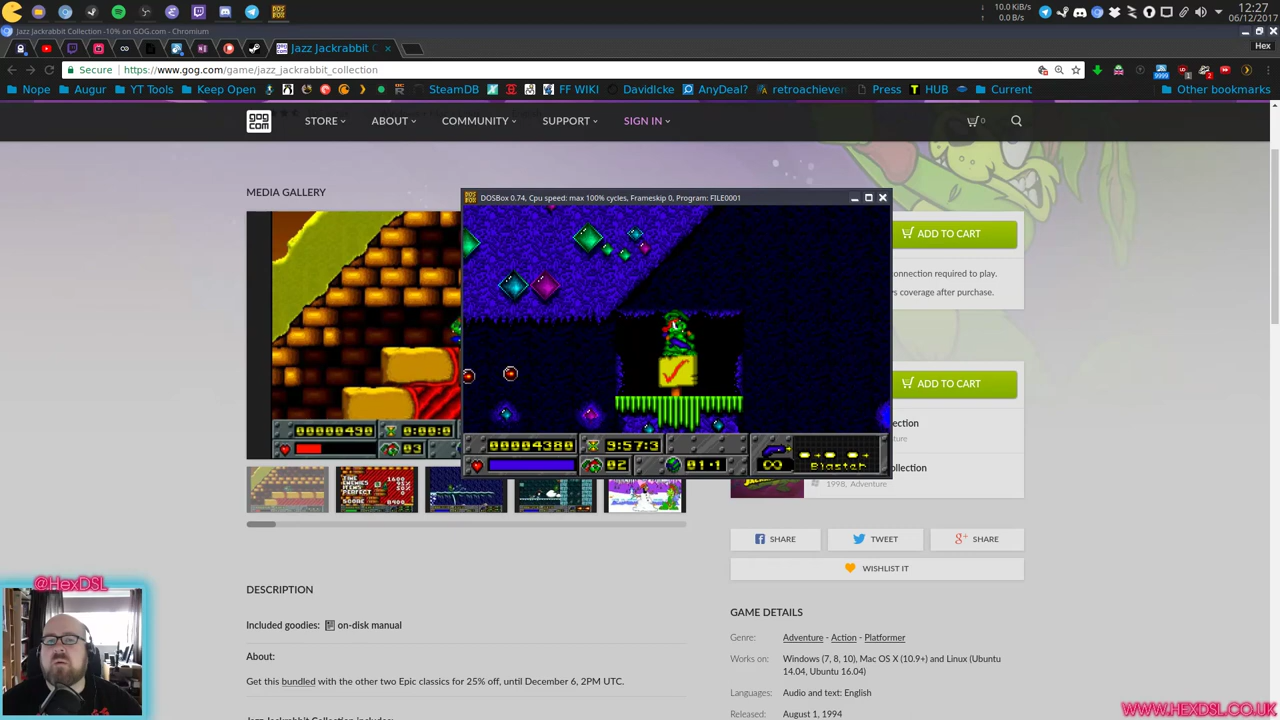 10.0 KiB/s
0.0 B/s
12:27
06/12/2017
Jazz Jackrabbit Collection -10% on GOG.com - Chromium
Jazz Jackrabbit C
Hex
Secure
https://www.gog.com/game/jazz_jackrabbit_collection
9999
Nope
Augur
YT Tools
Keep Open
SteamDB
FF WIKI
DavidIcke
AnyDeal?
retroachieven
Press
HUB
Current
Other bookmarks
gog com
STORE
ABOUT
COMMUNITY
SUPPORT
SIGN IN
0
MEDIA GALLERY
DOSBox 0.74, Cpu speed: max 100% cycles, Frameskip 0, Program: FILE0001
ADD TO CART
onnection required to play.
s coverage after purchase.
ADD TO CART
ection
ollection
1998, Adventure
00000490
03
00004380
9:57:3
02
01·1
Blaster
SHARE
TWEET
SHARE
WISHLIST IT
DESCRIPTION
Included goodies: on-disk manual
About:
Get this bundled with the other two Epic classics for 25% off, until December 6, 2PM UTC.
GAME DETAILS
Genre: Adventure - Action - Platformer
Works on: Windows (7, 8, 10), Mac OS X (10.9+) and Linux (Ubuntu
14.04, Ubuntu 16.04)
Languages: Audio and text: English
Released: August 1, 1994
@HexDSL
WWW.HEXDSL.CO.UK